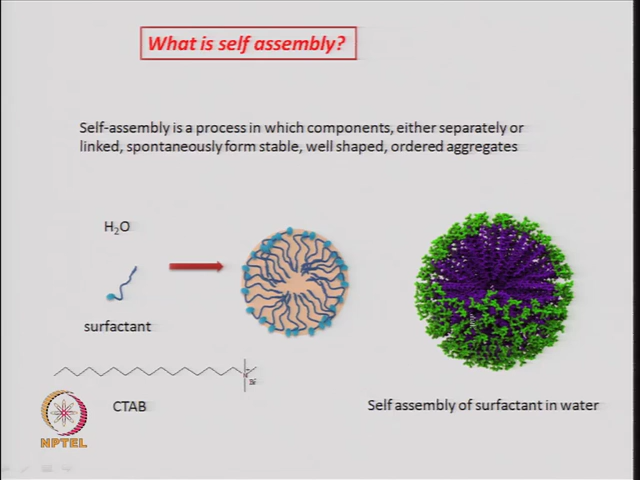 What is self assembly?
Self-assembly is a process in which components, either separately or
linked, spontaneously form stable, well shaped, ordered aggregates
H₂O
surfactant
CTAB
Self assembly of surfactant in water
NPTEL